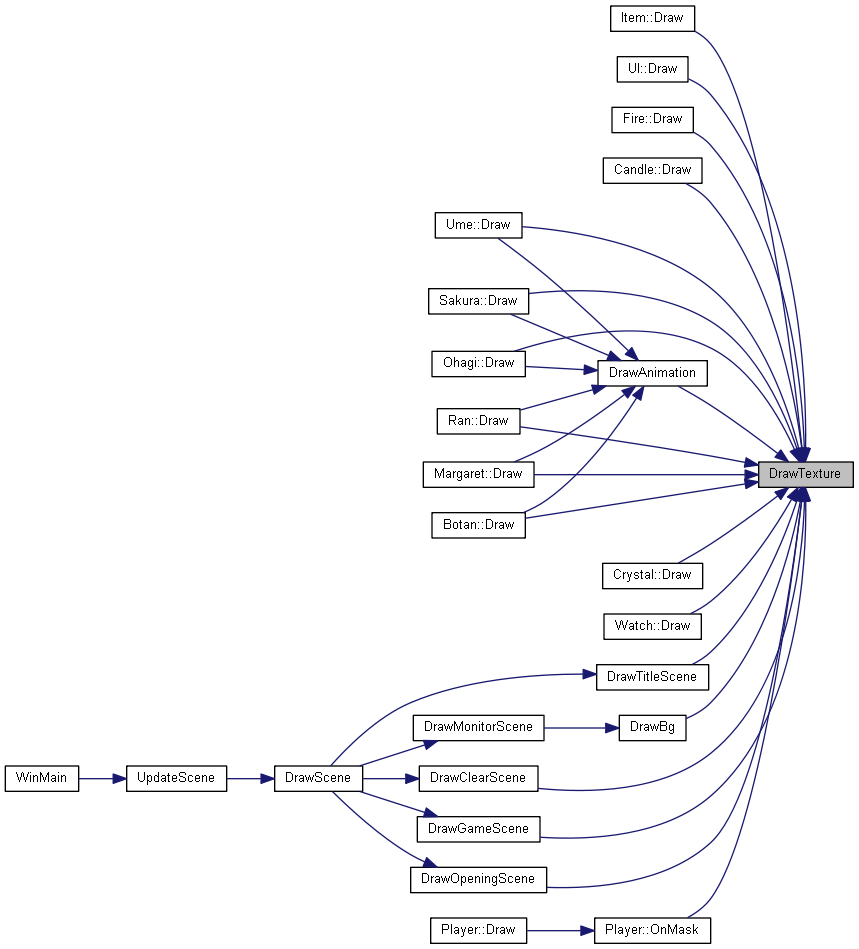 Item::Draw
UI::Draw
Fire::Draw
Candle::Draw
Ume::Draw
Sakura::Draw
Ohagi::Draw
DrawAnimation
Ran::Draw
Margaret::Draw
DrawTexture
Botan::Draw
Crystal::Draw
Watch::Draw
DrawTitleScene
DrawMonitorScene
DrawBg
WinMain
UpdateScene
DrawScene
DrawClearScene
DrawGameScene
DrawOpeningScene
Player::Draw
Player::OnMask